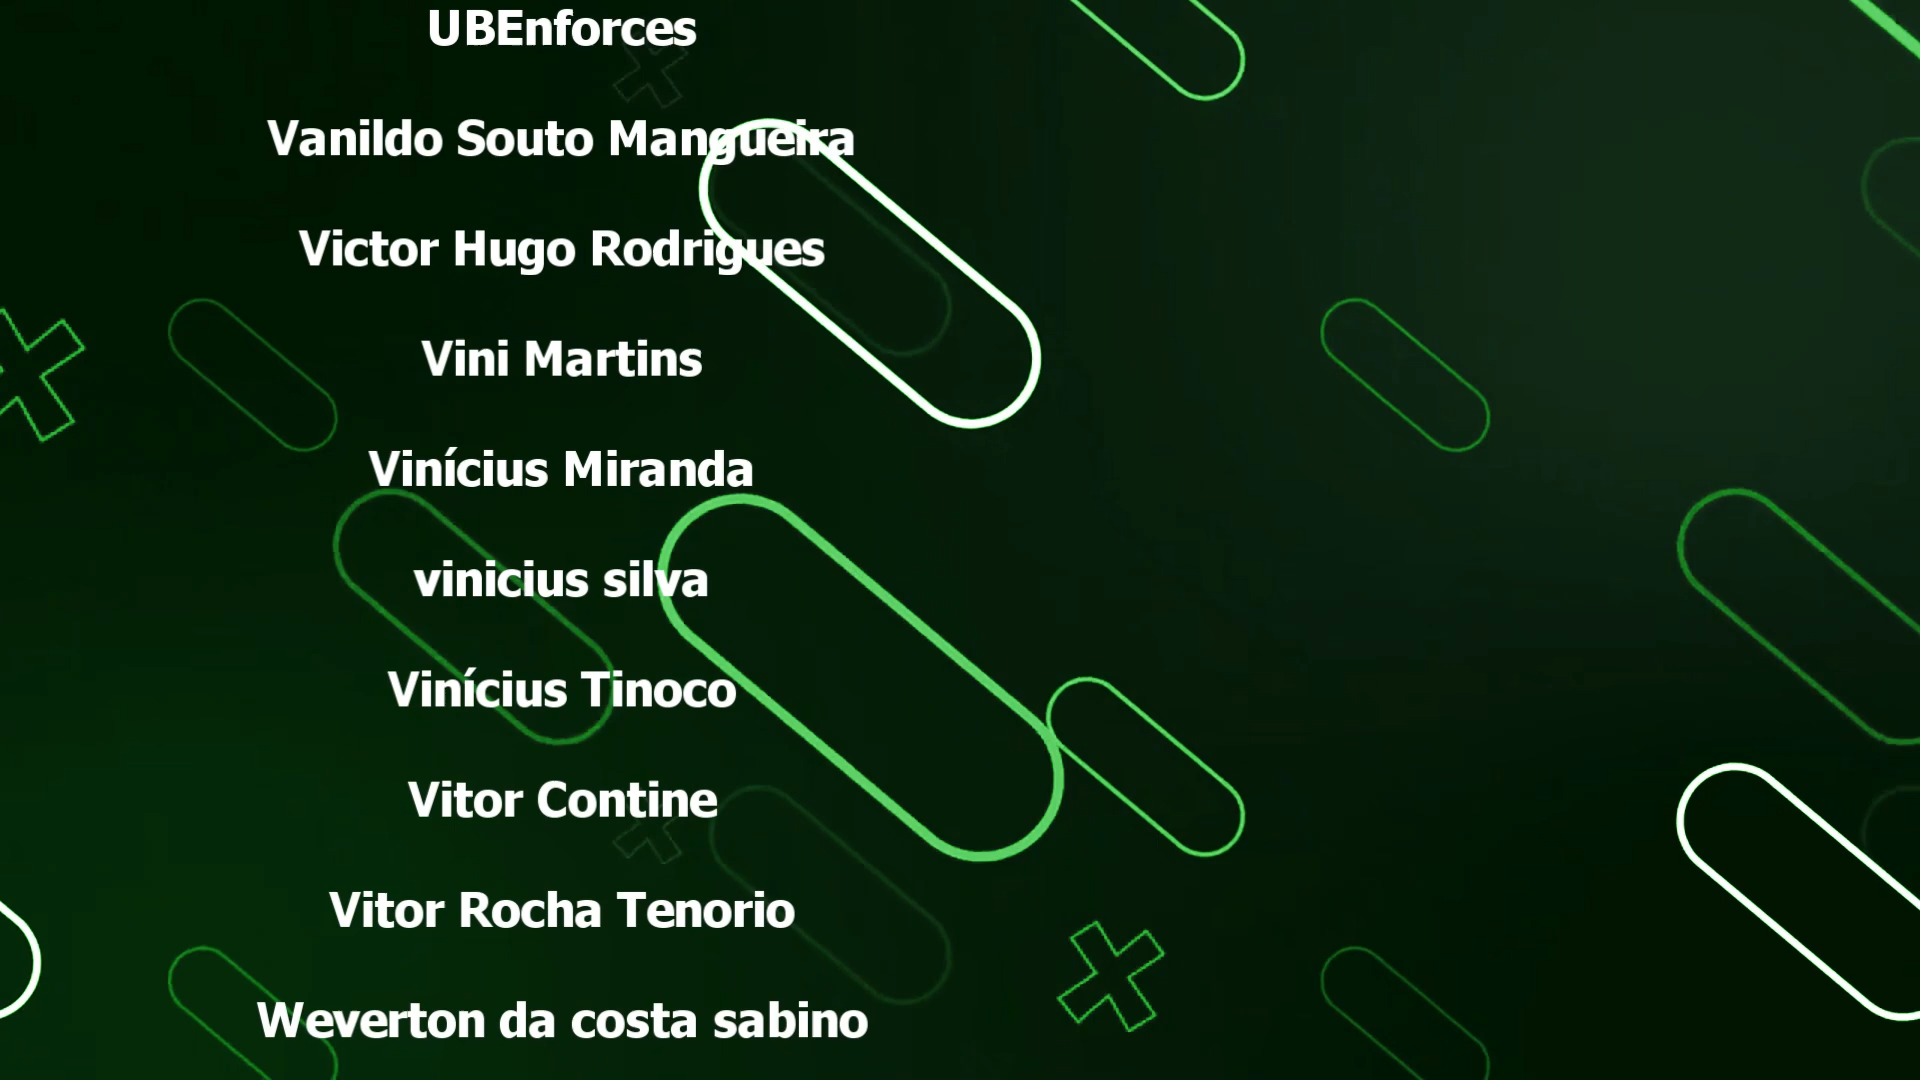 UBEnforces
Vanildo Souto Mangueira
Victor Hugo Rodrigues
Vini Martins
Vinícius Miranda
vinicius silva
Vinícius Tinoco
Vitor Contine
Vitor Rocha Tenorio
Weverton da costa sabino